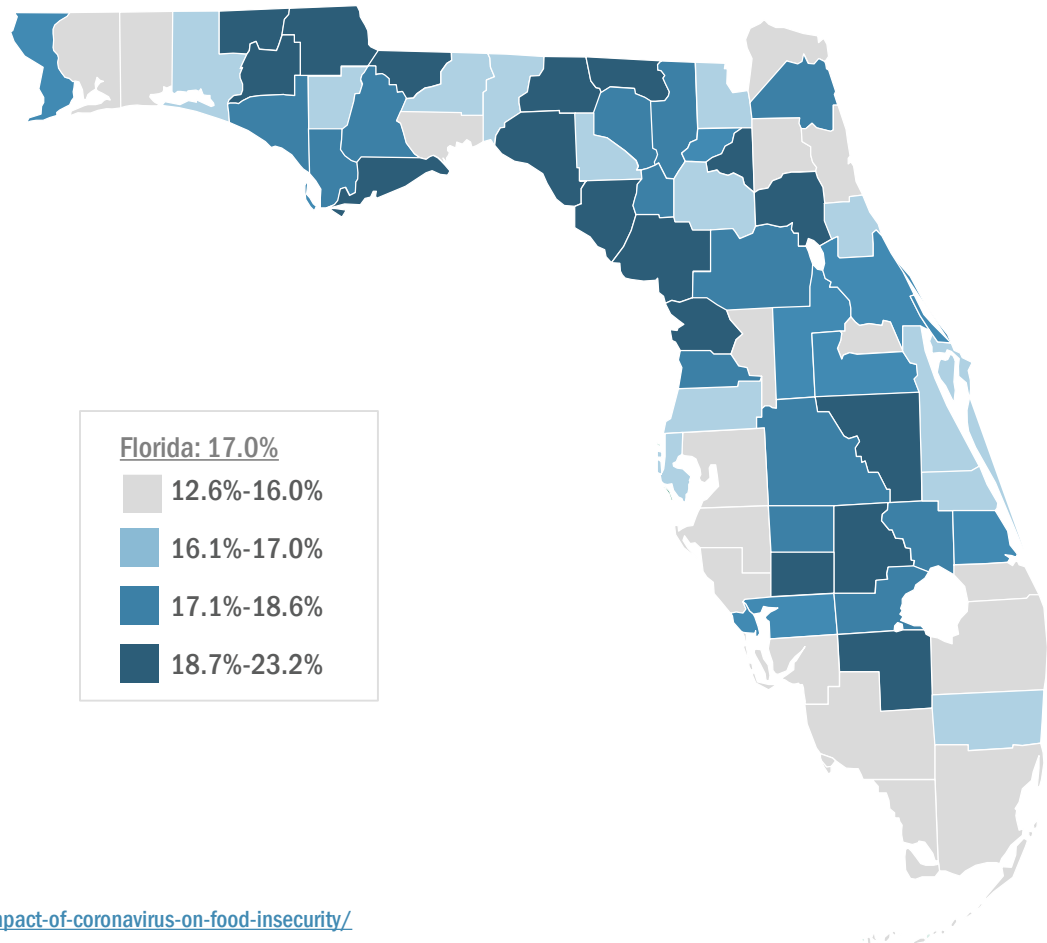 Florida: 17.0%
12.6%-16.0%
16.1%-17.0%
17.1%-18.6%
18.7%-23.2%
npact-of-coronavirus-on-food-insecurity/